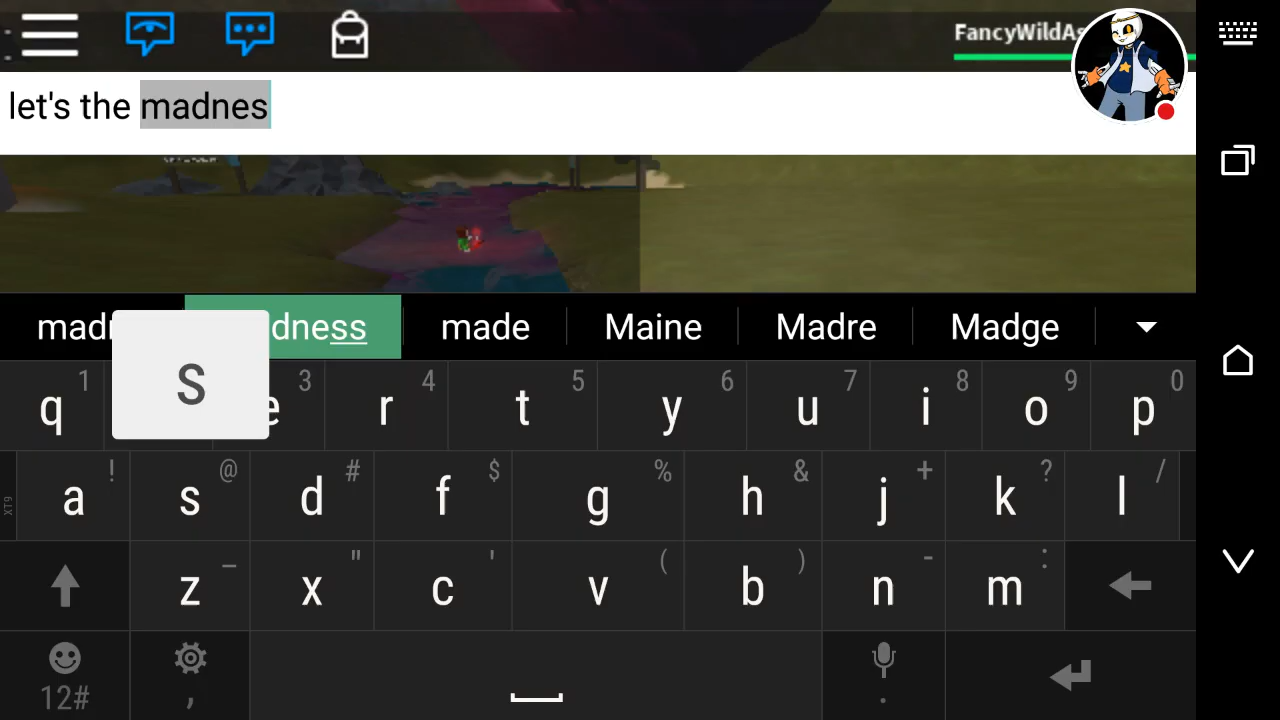 FancyWildAs
let's the madnes
madr
dness made Maine Madre Madge
S
q 1 3 e r 4 t 5 y 6 u 7 i 8 o 9 p 0
XT9 a ! s @ d # f $ g % h & j + k ? l /
z _ x " c ' v ( b ) n - m :
12# , .